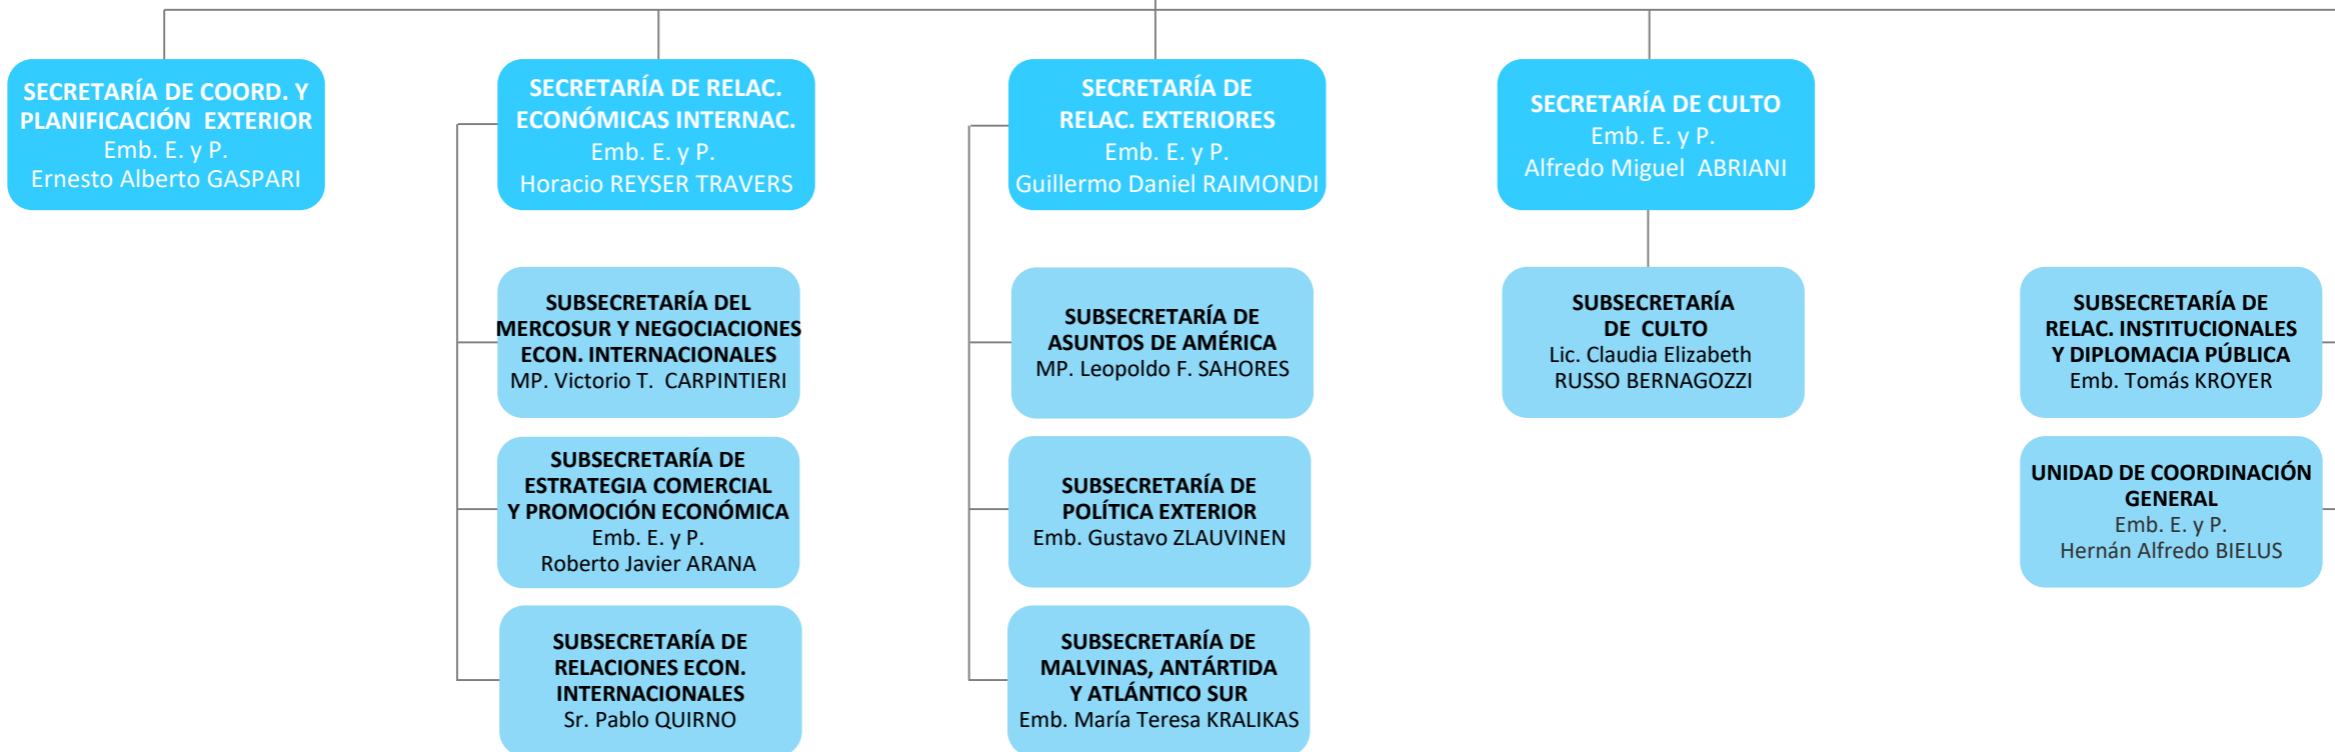 SECRETARÍA DE COORD. Y
PLANIFICACIÓN EXTERIOR
Emb. E. y P.
Ernesto Alberto GASPARI
SECRETARÍA DE RELAC.
ECONÓMICAS INTERNAC.
Emb. E. y P.
Horacio REYSER TRAVERS
SECRETARÍA DE
RELAC. EXTERIORES
Emb. E. y P.
Guillermo Daniel RAIMONDI
SECRETARÍA DE CULTO
Emb. E. y P.
Alfredo Miguel ABRIANI
SUBSECRETARÍA DEL
MERCOSUR Y NEGOCIACIONES
ECON. INTERNACIONALES
MP. Victorio T. CARPINTIERI
SUBSECRETARÍA DE
ASUNTOS DE AMÉRICA
MP. Leopoldo F. SAHORES
SUBSECRETARÍA
DE CULTO
Lic. Claudia Elizabeth
RUSSO BERNAGOZZI
SUBSECRETARÍA DE
RELAC. INSTITUCIONALES
Y DIPLOMACIA PÚBLICA
Emb. Tomás KROYER
SUBSECRETARÍA DE
ESTRATEGIA COMERCIAL
Y PROMOCIÓN ECONÓMICA
Emb. E. y P.
Roberto Javier ARANA
SUBSECRETARÍA DE
POLÍTICA EXTERIOR
Emb. Gustavo ZLAUVINEN
UNIDAD DE COORDINACIÓN
GENERAL
Emb. E. y P.
Hernán Alfredo BIELUS
SUBSECRETARÍA DE
RELACIONES ECON.
INTERNACIONALES
Sr. Pablo QUIRNO
SUBSECRETARÍA DE
MALVINAS, ANTÁRTIDA
Y ATLÁNTICO SUR
Emb. María Teresa KRALIKAS